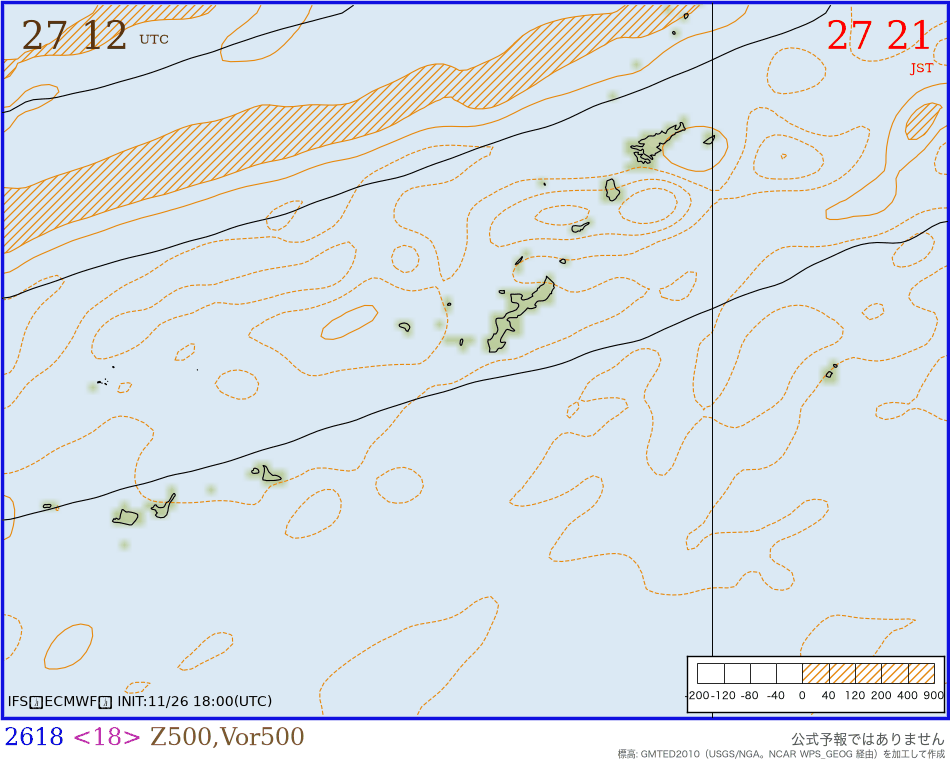 27 12 UTC
27 21
JST
-200 -120 -80 -40 0 40 120 200 400 900
IFS ECMWF INIT:11/26 18:00(UTC)
2618 <18> Z500,Vor500
公式予報ではありません
標高: GMTED2010（USGS/NGA。NCAR WPS_GEOG 経由）を加工して作成